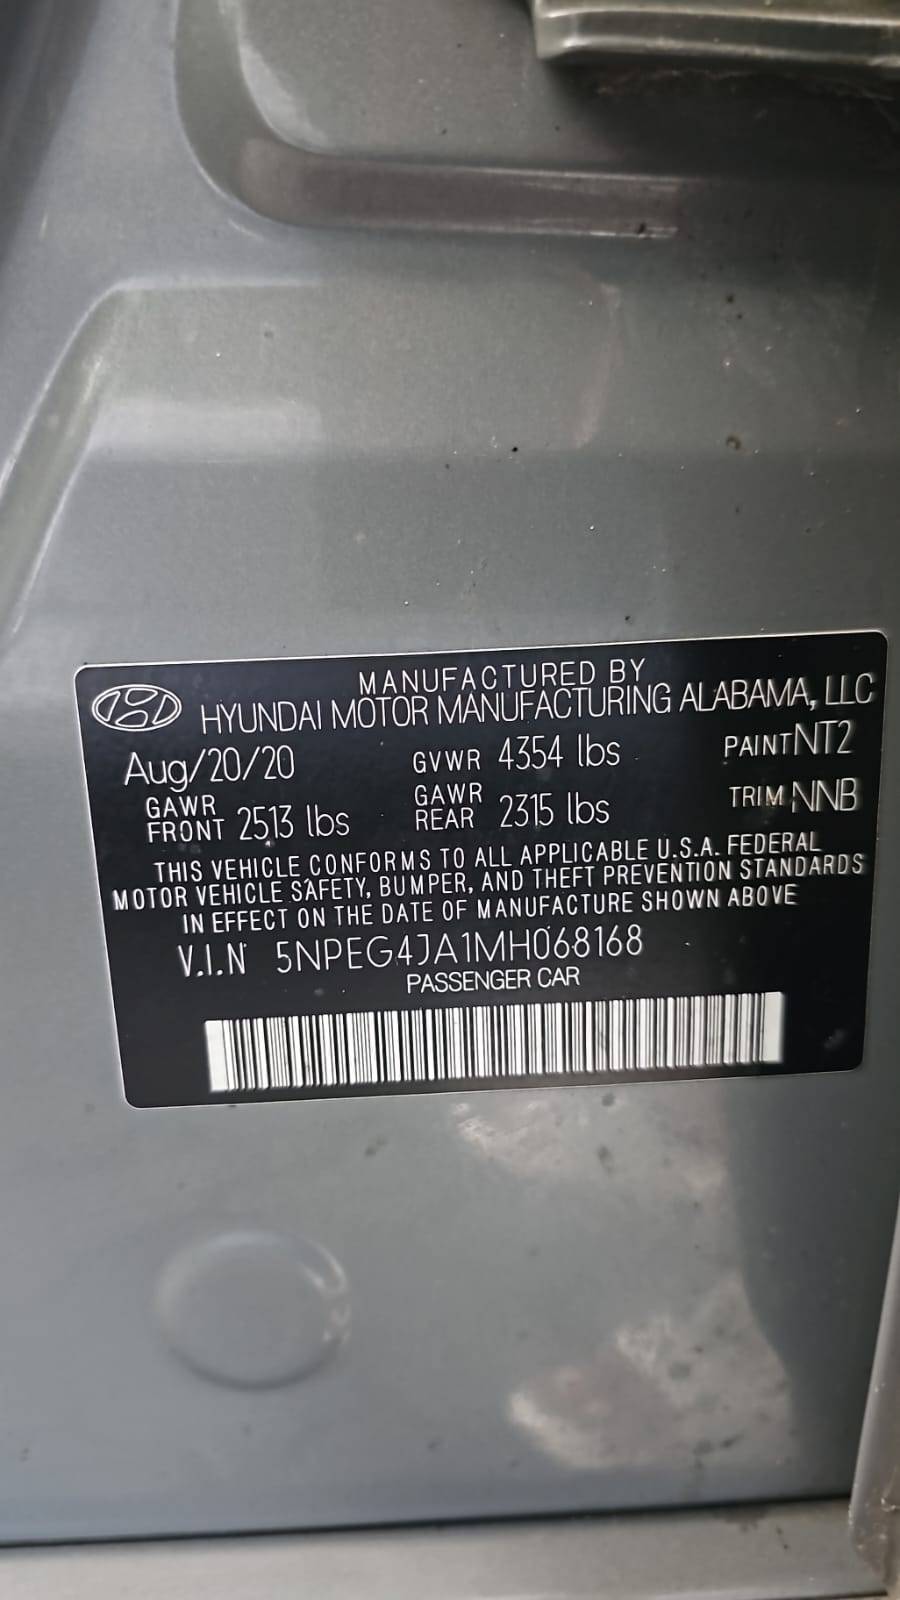 MANUFACTURED BY
HYUNDAI MOTOR MANUFACTURING ALABAMA, LLC
Aug/20/20 GVWR 4354 lbs PAINT NT2
GAWR FRONT 2513 lbs GAWR REAR 2315 lbs TRIM NNB
THIS VEHICLE CONFORMS TO ALL APPLICABLE U.S.A. FEDERAL
MOTOR VEHICLE SAFETY, BUMPER, AND THEFT PREVENTION STANDARDS
IN EFFECT ON THE DATE OF MANUFACTURE SHOWN ABOVE
V.I.N 5NPEG4JA1MH068168
PASSENGER CAR